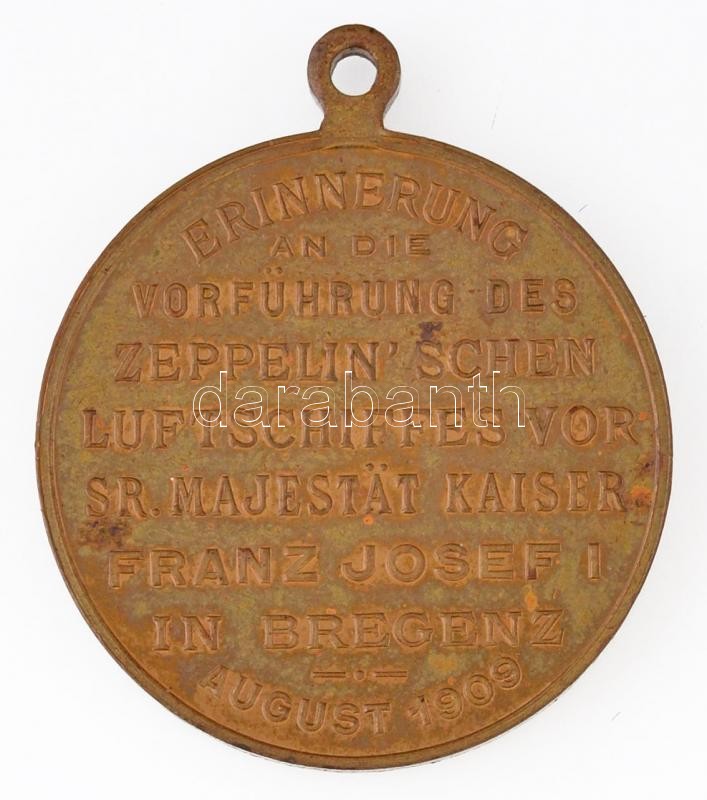 ERINNERUNG
AN DIE
VORFÜHRUNG DES
ZEPPELIN'SCHEN
darabanth
LUFTSCHIFFES VOR
SR. MAJESTÄT KAISER
FRANZ JOSEF I
IN BREGENZ
AUGUST 1909